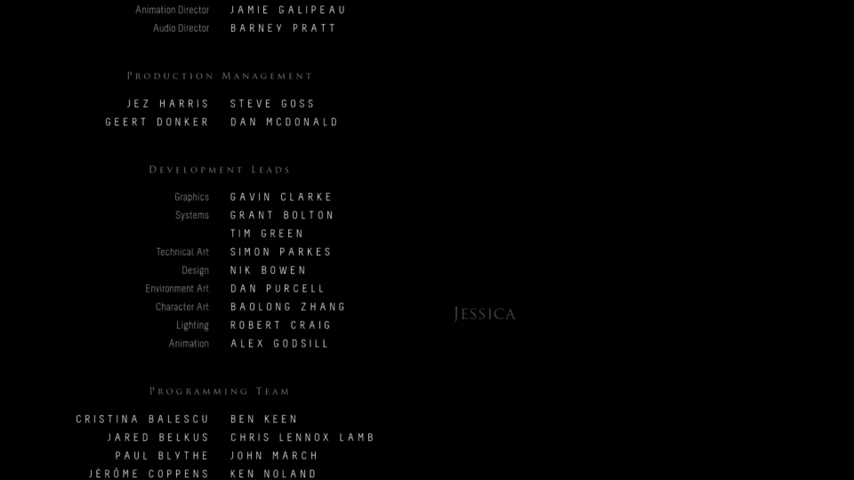 Animation Director JAMIE GALIPEAU
Audio Director BARNEY PRATT
PRODUCTION MANAGEMENT
JEZ HARRIS STEVE GOSS
GEERT DONKER DAN MCDONALD
DEVELOPMENT LEADS
Graphics GAVIN CLARKE
Systems GRANT BOLTON
TIM GREEN
Technical Art SIMON PARKES
Design NIK BOWEN
Environment Art DAN PURCELL
Character Art BAOLONG ZHANG
Lighting ROBERT CRAIG
Animation ALEX GODSILL
JESSICA
PROGRAMMING TEAM
CRISTINA BALESCU BEN KEEN
JARED BELKUS CHRIS LENNOX LAMB
PAUL BLYTHE JOHN MARCH
JÉRÔME COPPENS KEN NOLAND